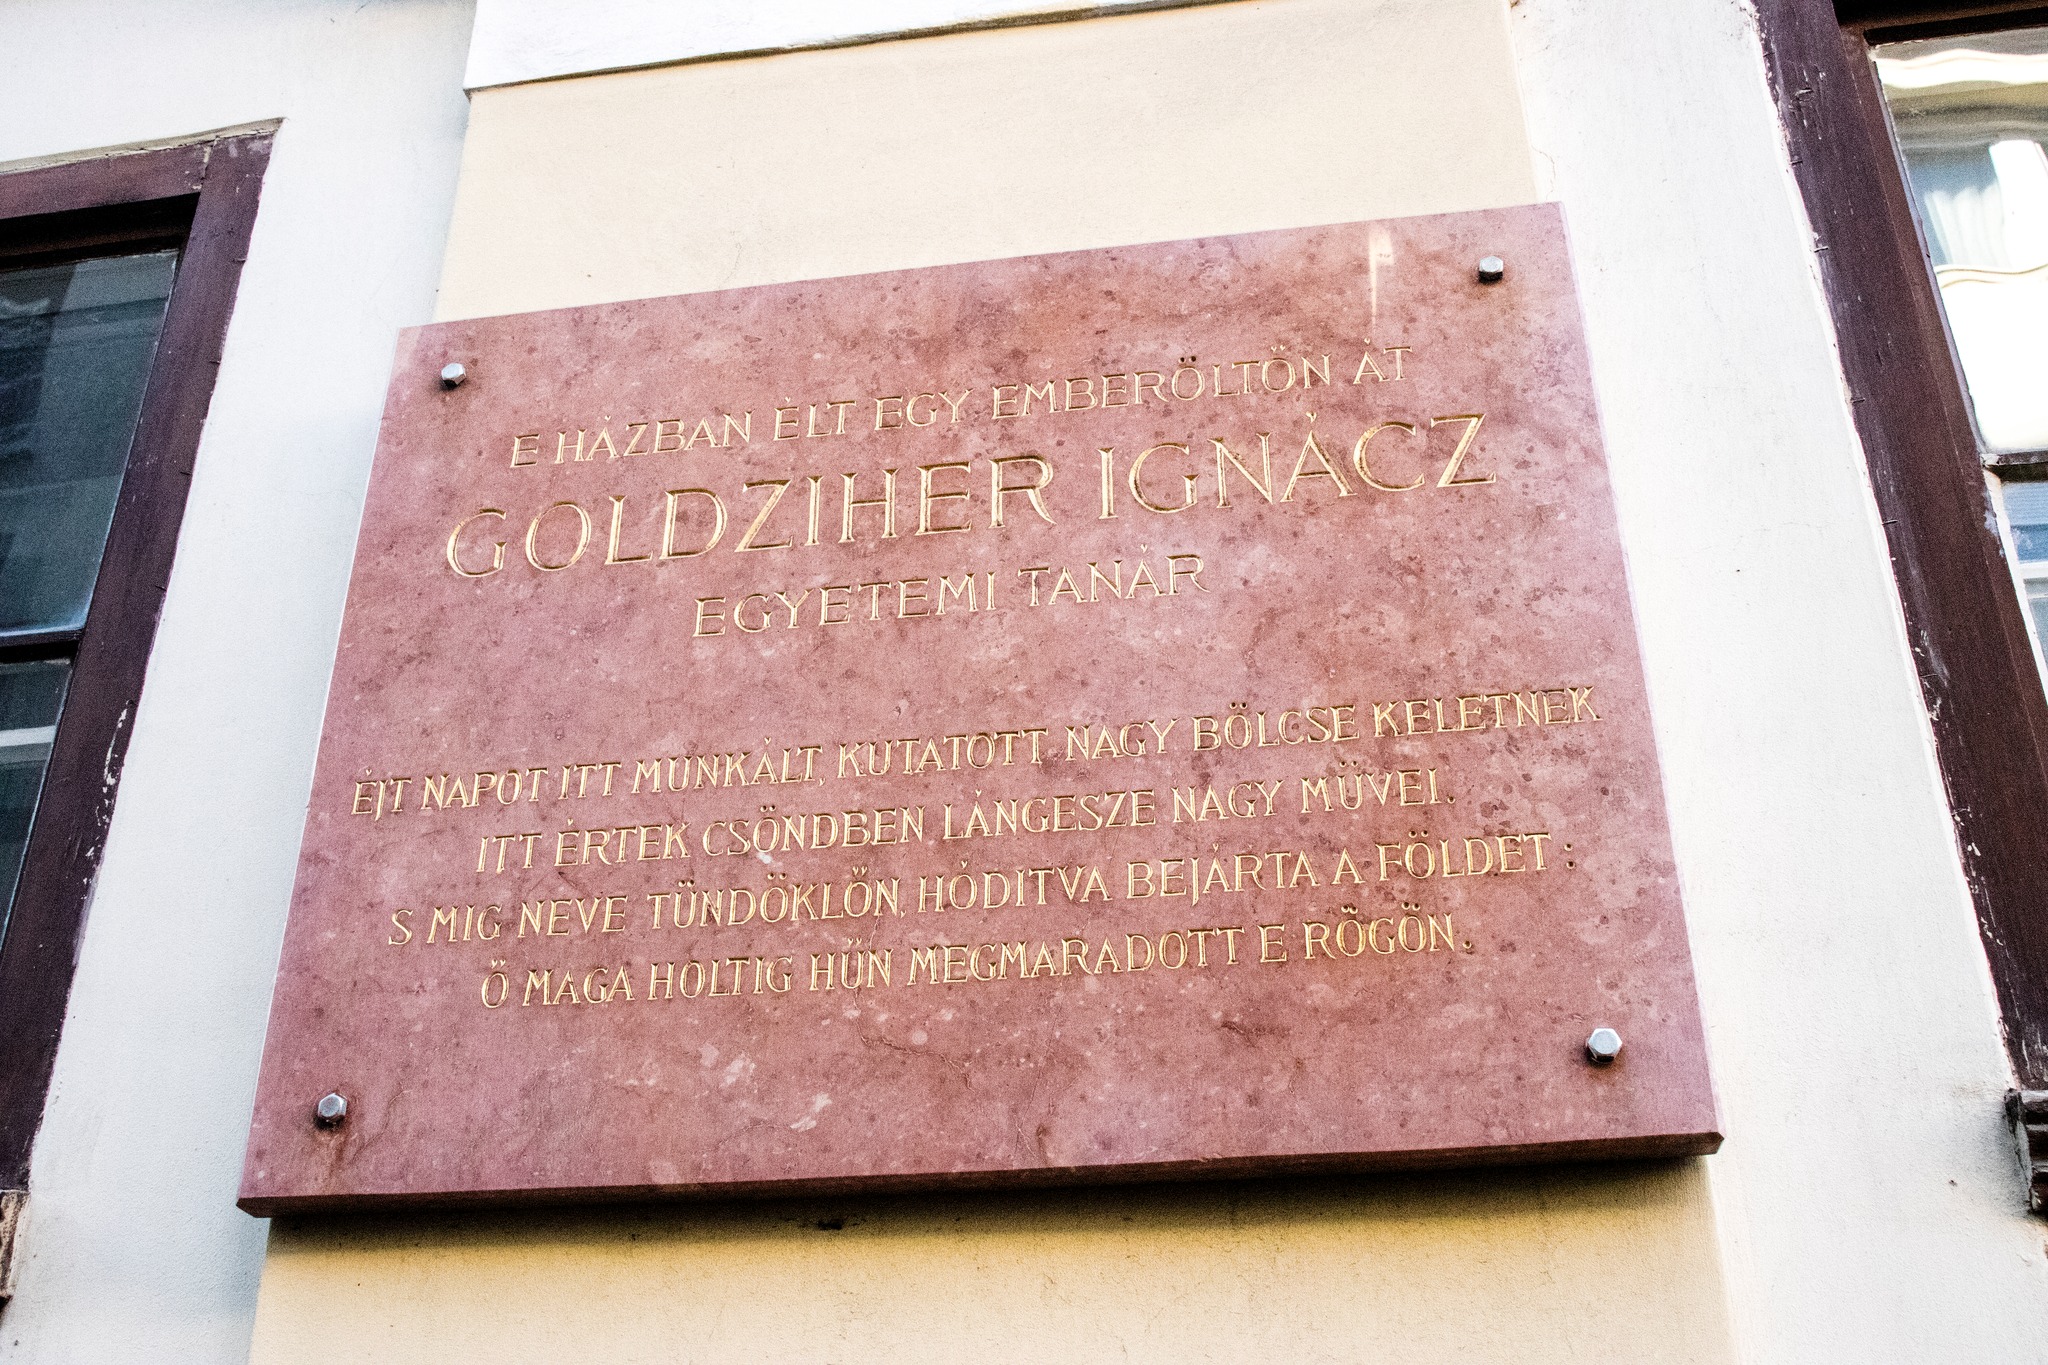 E HÁZBAN ÉLT EGY EMBERÖLTÖN ÁT
GOLDZIHER IGNÁCZ
EGYETEMI TANÁR
ÉJT NAPOT ITT MUNKÁLT, KUTATOTT NAGY BÖLCSE KELETNEK
ITT ÉRTEK CSÖNDBEN LÁNGESZE NAGY MÜVEI.
S MIG NEVE TÜNDÖKLŐN, HÓDITVA BEJÁRTA A FÖLDET:
Ő MAGA HOLTIG HŰN MEGMARADOTT E RÖGÖN.